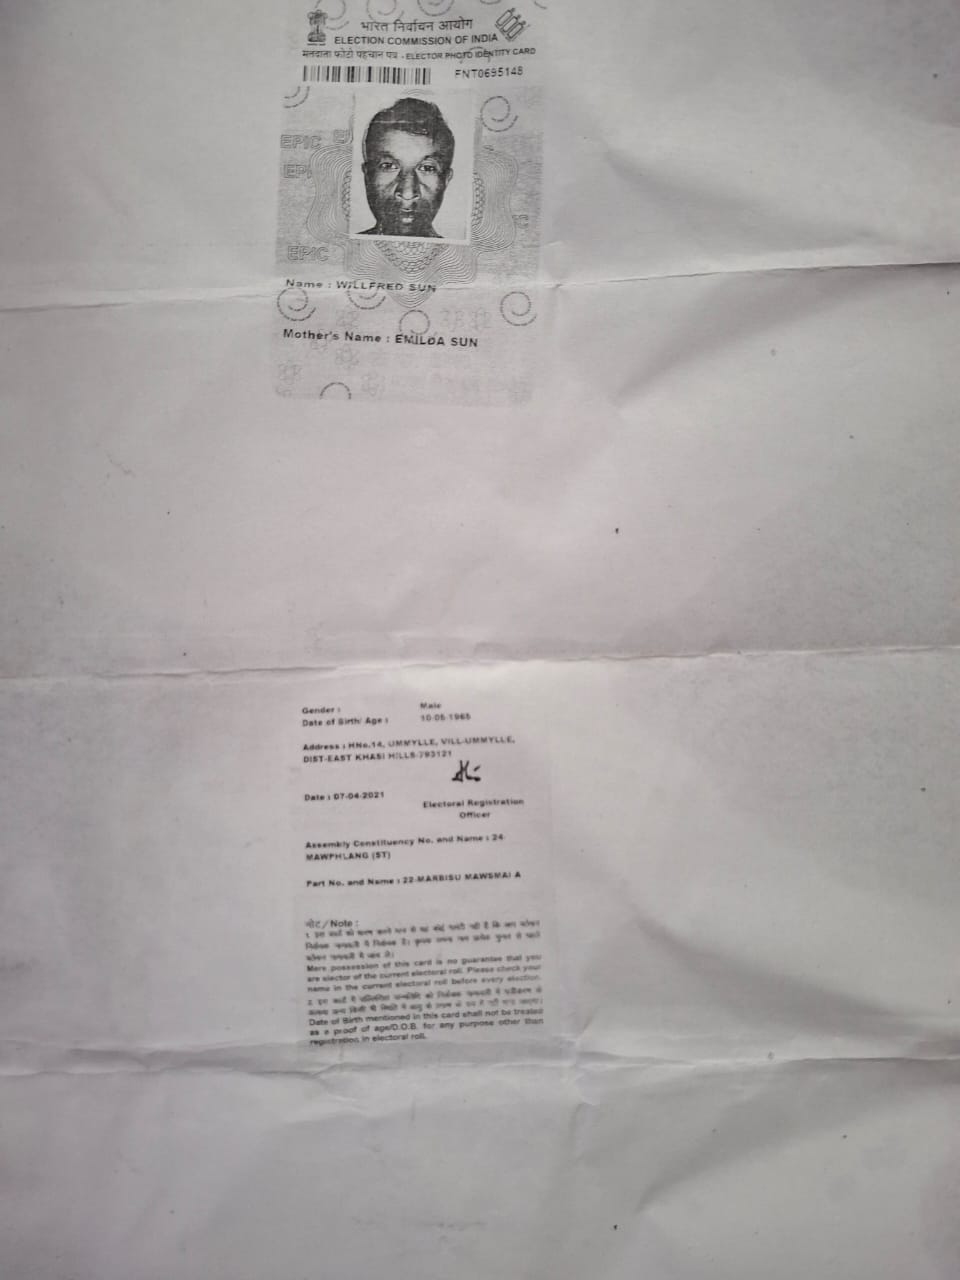 भारत निर्वाचन आयोग
ELECTION COMMISSION OF INDIA
मतदाता फोटो पहचान पत्र - ELECTOR PHOTO IDENTITY CARD
FNT0695148
EPIC
EPI
EPIC
Name : WILLFRED SUN
Mother's Name : EMILDA SUN
Gender : Male
Date of Birth/ Age : 10-05-1965
Address : HNo.14, UMMYLLE, VILL-UMMYLLE,
DIST-EAST KHASI HILLS-793121
Date : 07-04-2021
Electoral Registration
Officer
Assembly Constituency No. and Name : 24-
MAWPHLANG (ST)
Part No. and Name : 22-MARBISU MAWSMAI A
नोट/Note :
Mere possession of this card is no guarantee that you
are elector of the current electoral roll. Please check your
name in the current electoral roll before every election.
Date of Birth mentioned in this card shall not be treated
as a proof of age/D.O.B. for any purpose other than
registration in electoral roll.